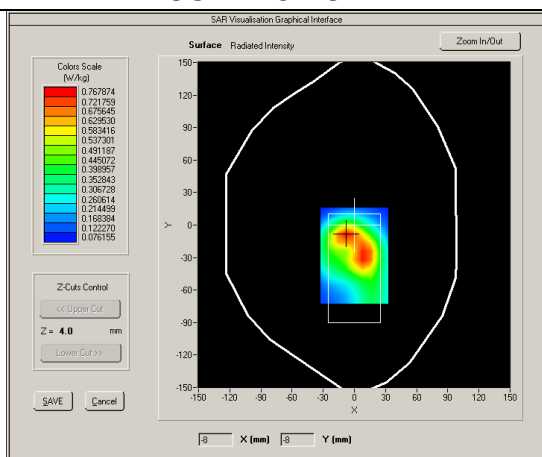 SAR Visualisation Graphical Interface
Surface Radiated Intensity
Zoom In/Out
Colors Scale
(W/kg)
0.767874
0.721759
0.675645
0.629530
0.583416
0.537301
0.491187
0.445072
0.398957
0.352843
0.306728
0.260614
0.214499
0.168384
0.122270
0.076155
Z-Cuts Control
<< Upper Cut
Z = 4.0 mm
Lower Cut >>
SAVE Cancel
150
120
90
60
30
0
-30
-60
-90
-120
-150
Y
-150 -120 -90 -60 -30 0 30 60 90 120 150
X
-8 X (mm) -8 Y (mm)